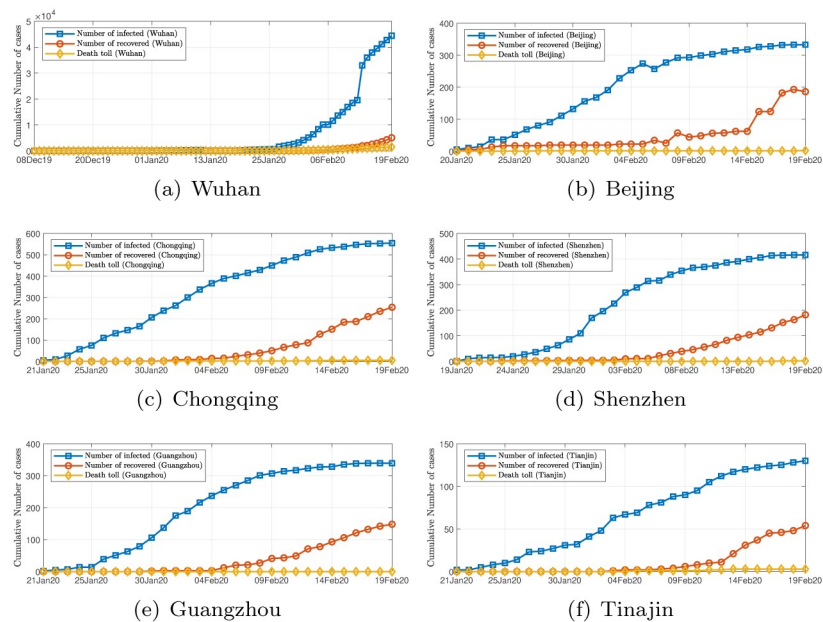 5 ×10⁴
4
3
2
1
0
Cumulative Number of cases
Number of infected (Wuhan)
Number of recovered (Wuhan)
Death toll (Wuhan)
08Dec19 20Dec19 01Jan20 13Jan20 25Jan20 06Feb20 19Feb20
(a) Wuhan
400
300
200
100
0
Cumulative Number of cases
Number of infected (Beijing)
Number of recovered (Beijing)
Death toll (Beijing)
20Jan20 25Jan20 30Jan20 04Feb20 09Feb20 14Feb20 19Feb20
(b) Beijing
600
500
400
300
200
100
0
Cumulative Number of cases
Number of infected (Chongqing)
Number of recovered (Chongqing)
Death toll (Chongqing)
21Jan20 25Jan20 30Jan20 04Feb20 09Feb20 14Feb20 19Feb20
(c) Chongqing
500
400
300
200
100
0
Cumulative Number of cases
Number of infected (Shenzhen)
Number of recovered (Shenzhen)
Death toll (Shenzhen)
19Jan20 24Jan20 29Jan20 03Feb20 08Feb20 13Feb20 19Feb20
(d) Shenzhen
400
300
200
100
0
Cumulative Number of cases
Number of infected (Guangzhou)
Number of recovered (Guangzhou)
Death toll (Guangzhou)
21Jan20 25Jan20 30Jan20 04Feb20 09Feb20 14Feb20 19Feb20
(e) Guangzhou
150
100
50
0
Cumulative Number of cases
Number of infected (Tianjin)
Number of recovered (Tianjin)
Death toll (Tianjin)
21Jan20 25Jan20 30Jan20 04Feb20 09Feb20 14Feb20 19Feb20
(f) Tinajin